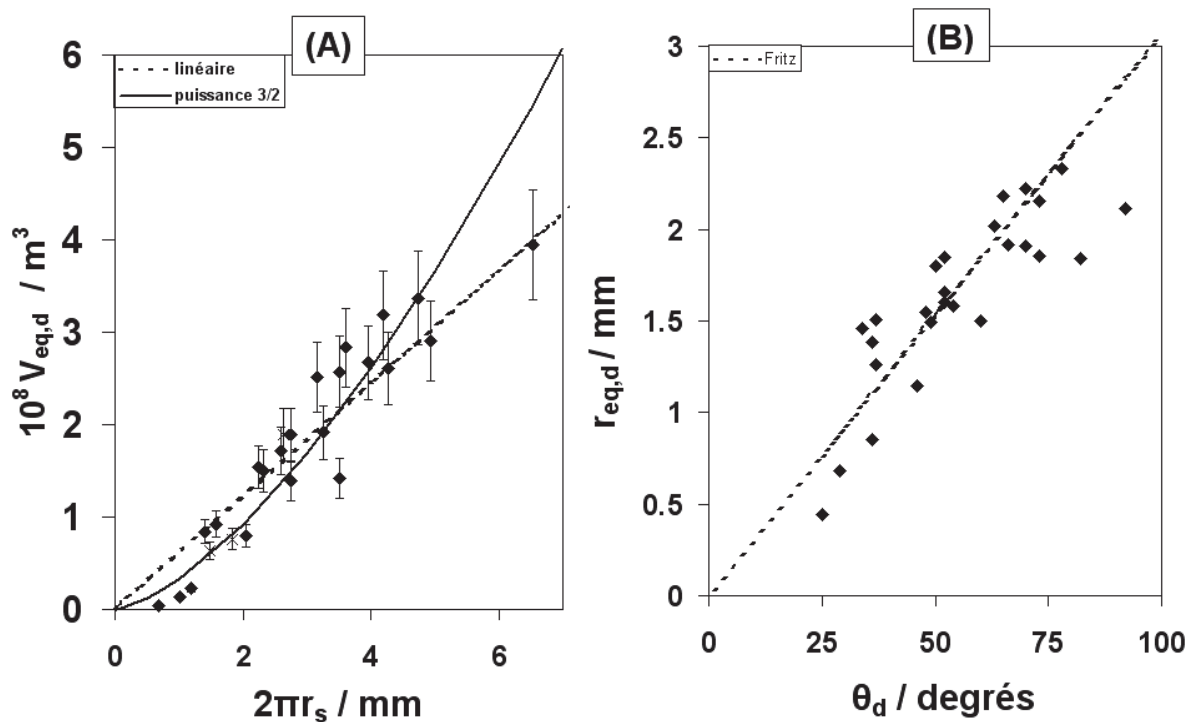 (A)
linéaire
puissance 3/2
10⁸ V_eq,d / m³
6
5
4
3
2
1
0
0 2 4 6
2πr_s / mm
(B)
Fritz
r_eq,d / mm
3
2.5
2
1.5
1
0.5
0
0 25 50 75 100
θ_d / degrés